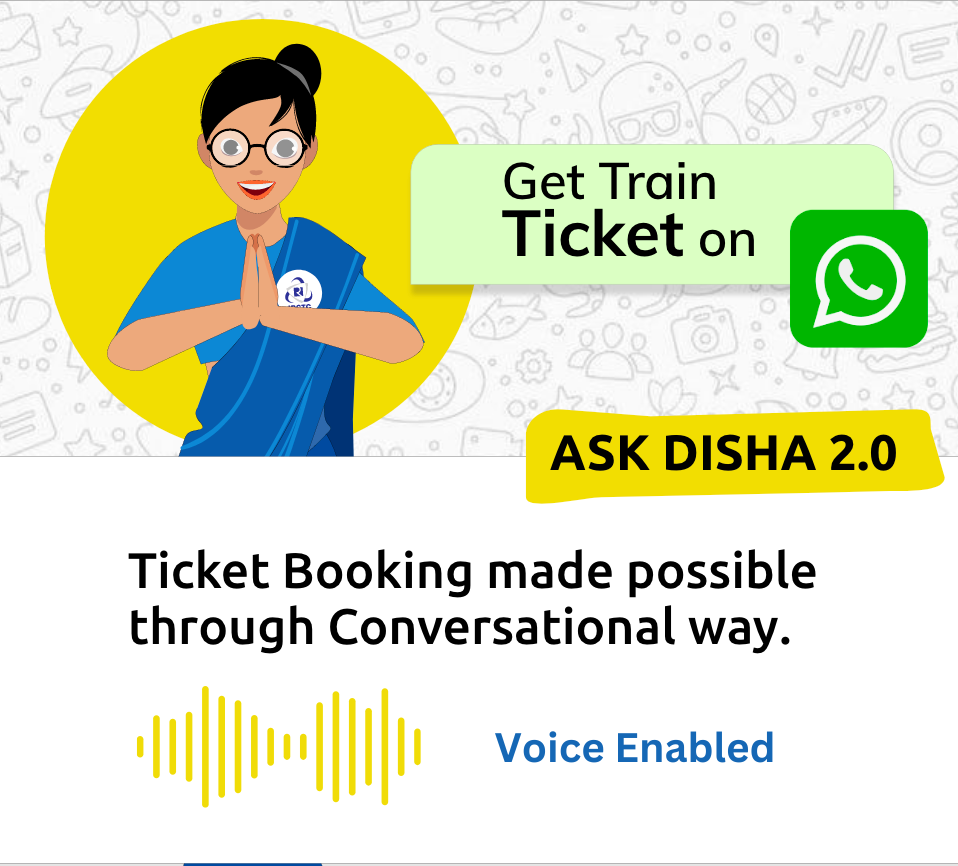 Get Train
Ticket on
ASK DISHA 2.0
Ticket Booking made possible
through Conversational way.
Voice Enabled